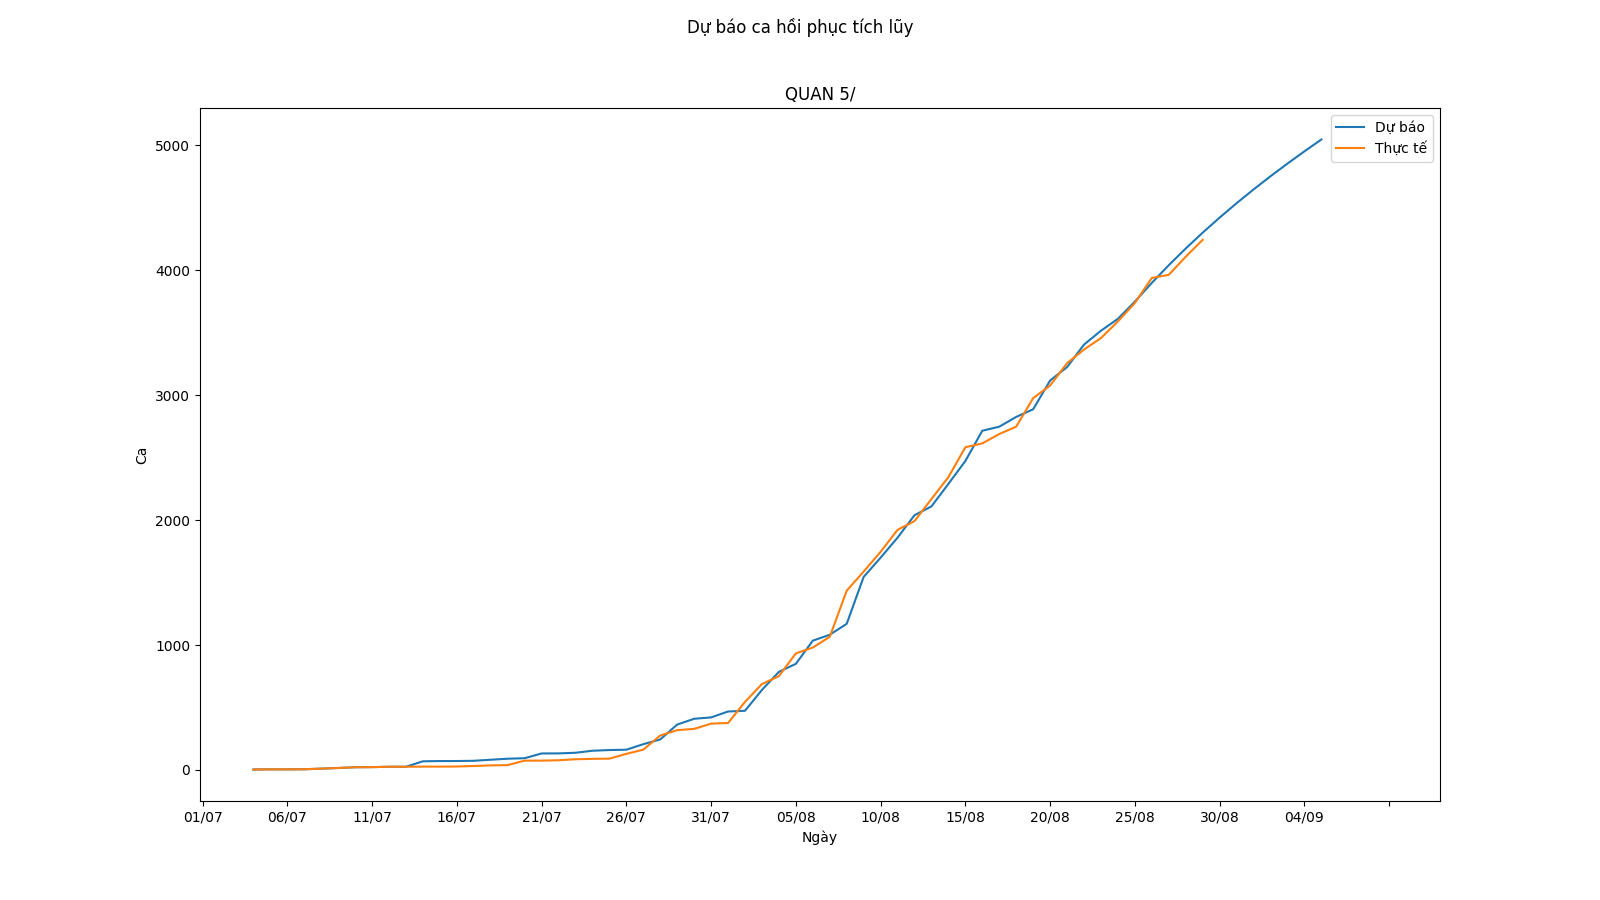 Dự báo ca hồi phục tích lũy
QUAN 5/
Dự báo
Thực tế
5000
4000
3000
2000
1000
0
Ca
01/07 06/07 11/07 16/07 21/07 26/07 31/07 05/08 10/08 15/08 20/08 25/08 30/08 04/09
Ngày